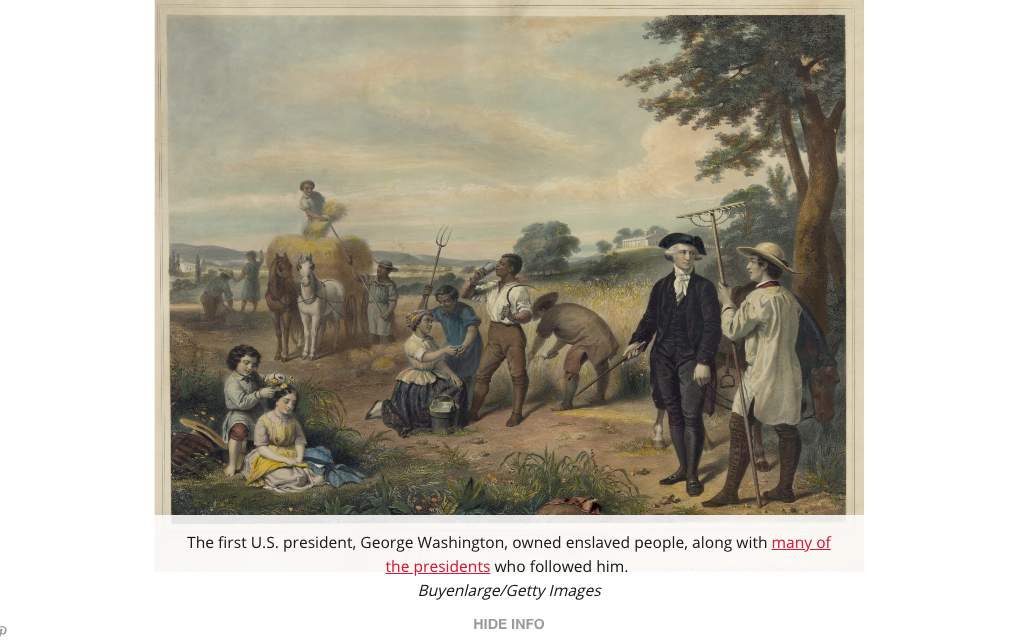 The first U.S. president, George Washington, owned enslaved people, along with many of
the presidents who followed him.
Buyenlarge/Getty Images
HIDE INFO